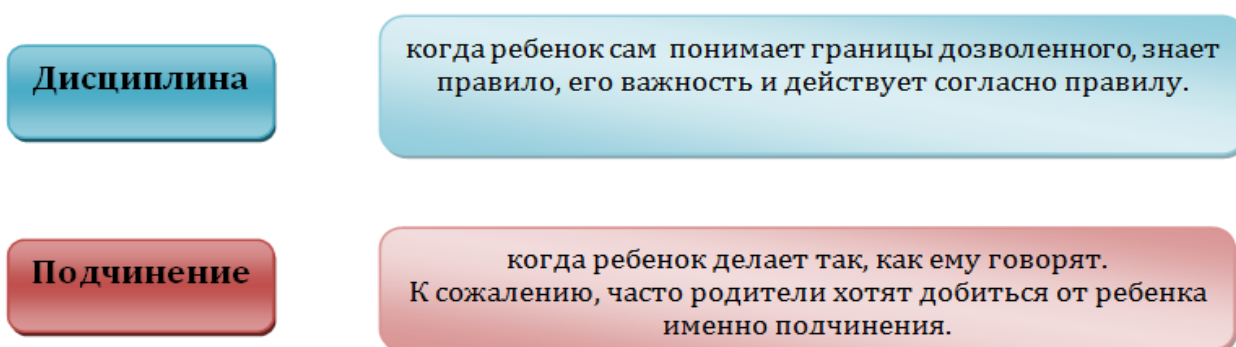 Дисциплина
когда ребенок сам понимает границы дозволенного, знает
правило, его важность и действует согласно правилу.
Подчинение
когда ребенок делает так, как ему говорят.
К сожалению, часто родители хотят добиться от ребенка
именно подчинения.